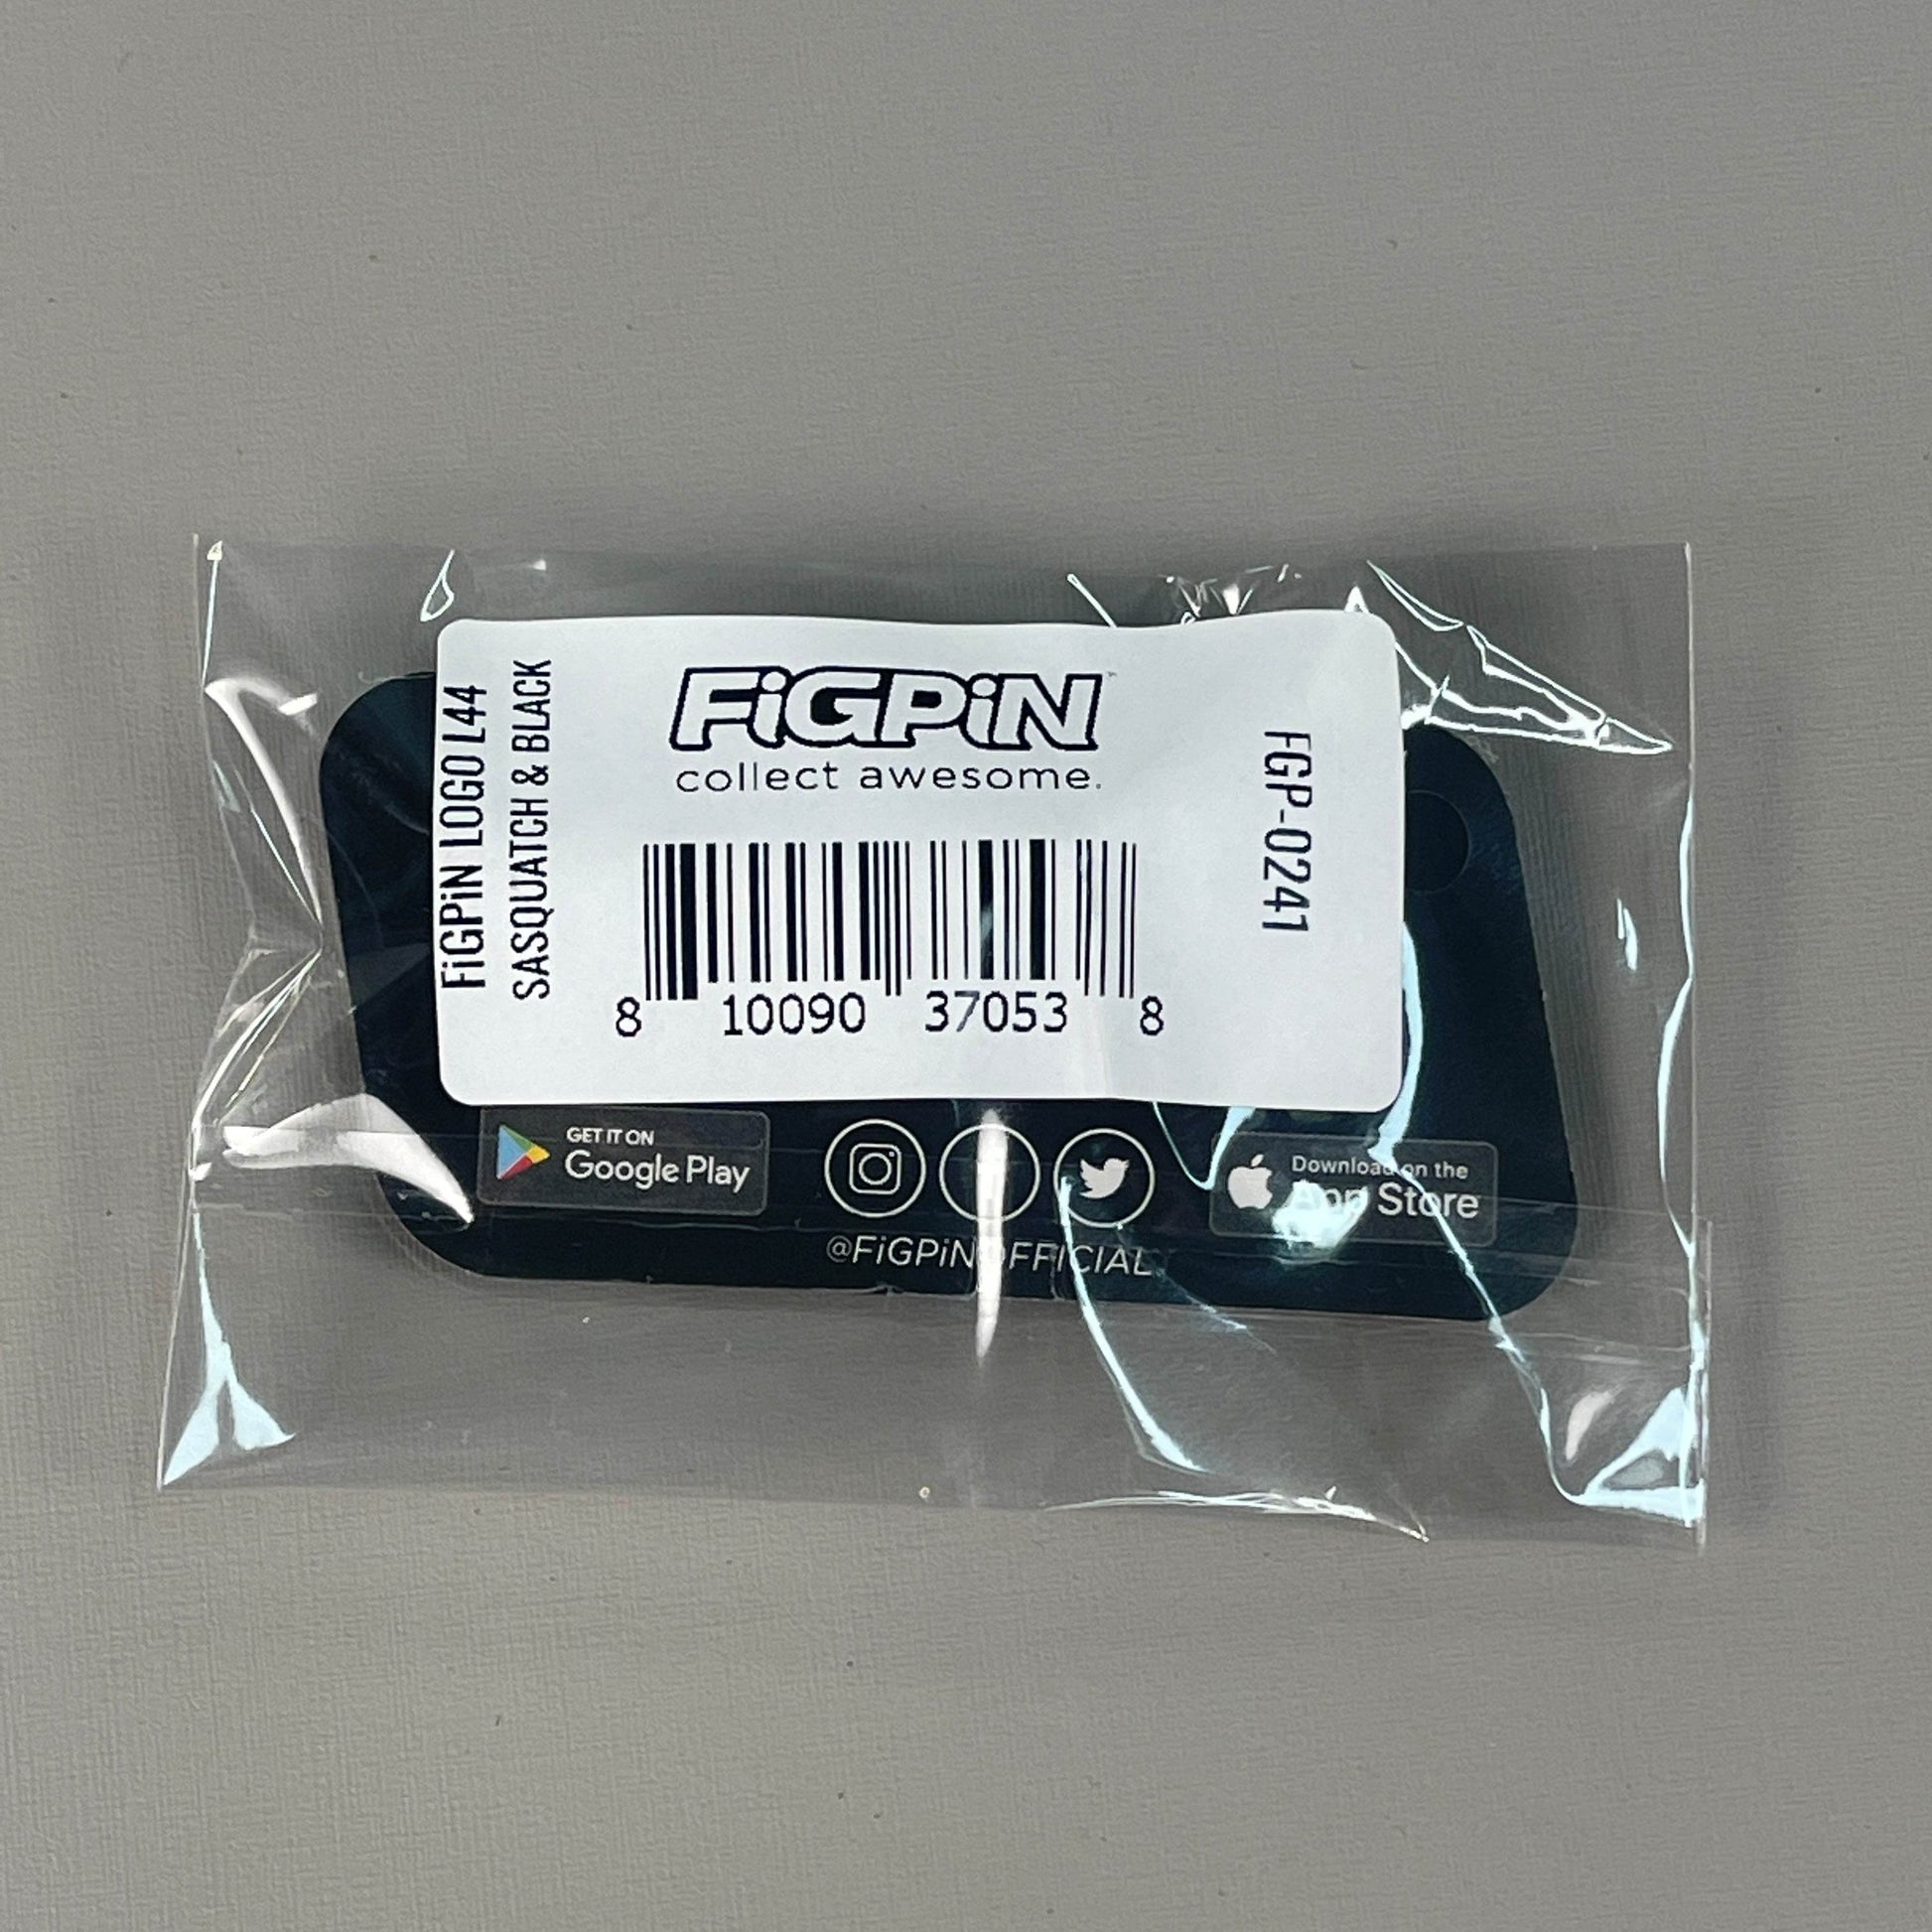 FiGPiN LOGO L44
SASQUATCH & BLACK
FiGPiN
collect awesome.
8 10090 37053 8
FGP-0241
GET IT ON
Google Play
Download on the
App Store
@FiGPiNOFFICIAL